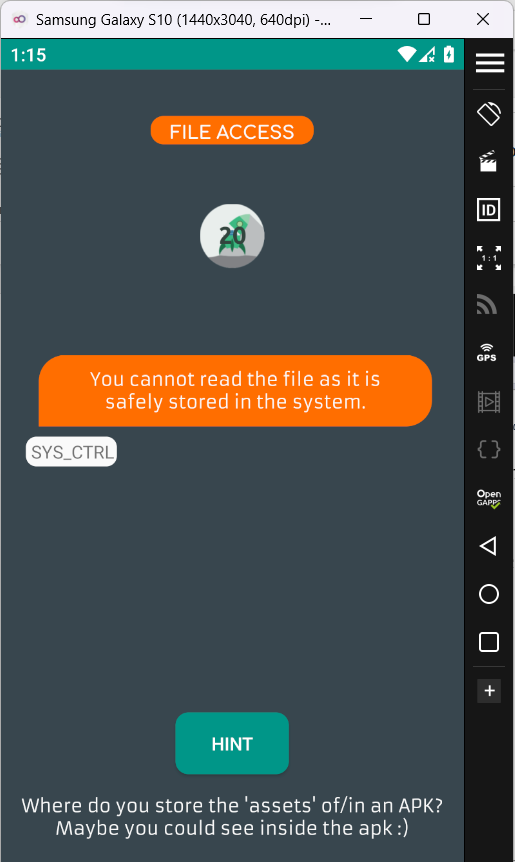 Samsung Galaxy S10 (1440x3040, 640dpi) -...
1:15
FILE ACCESS
20
You cannot read the file as it is
safely stored in the system.
SYS_CTRL
HINT
Where do you store the 'assets' of/in an APK?
Maybe you could see inside the apk :)
ID
1:1
GPS
Open
GAPPS